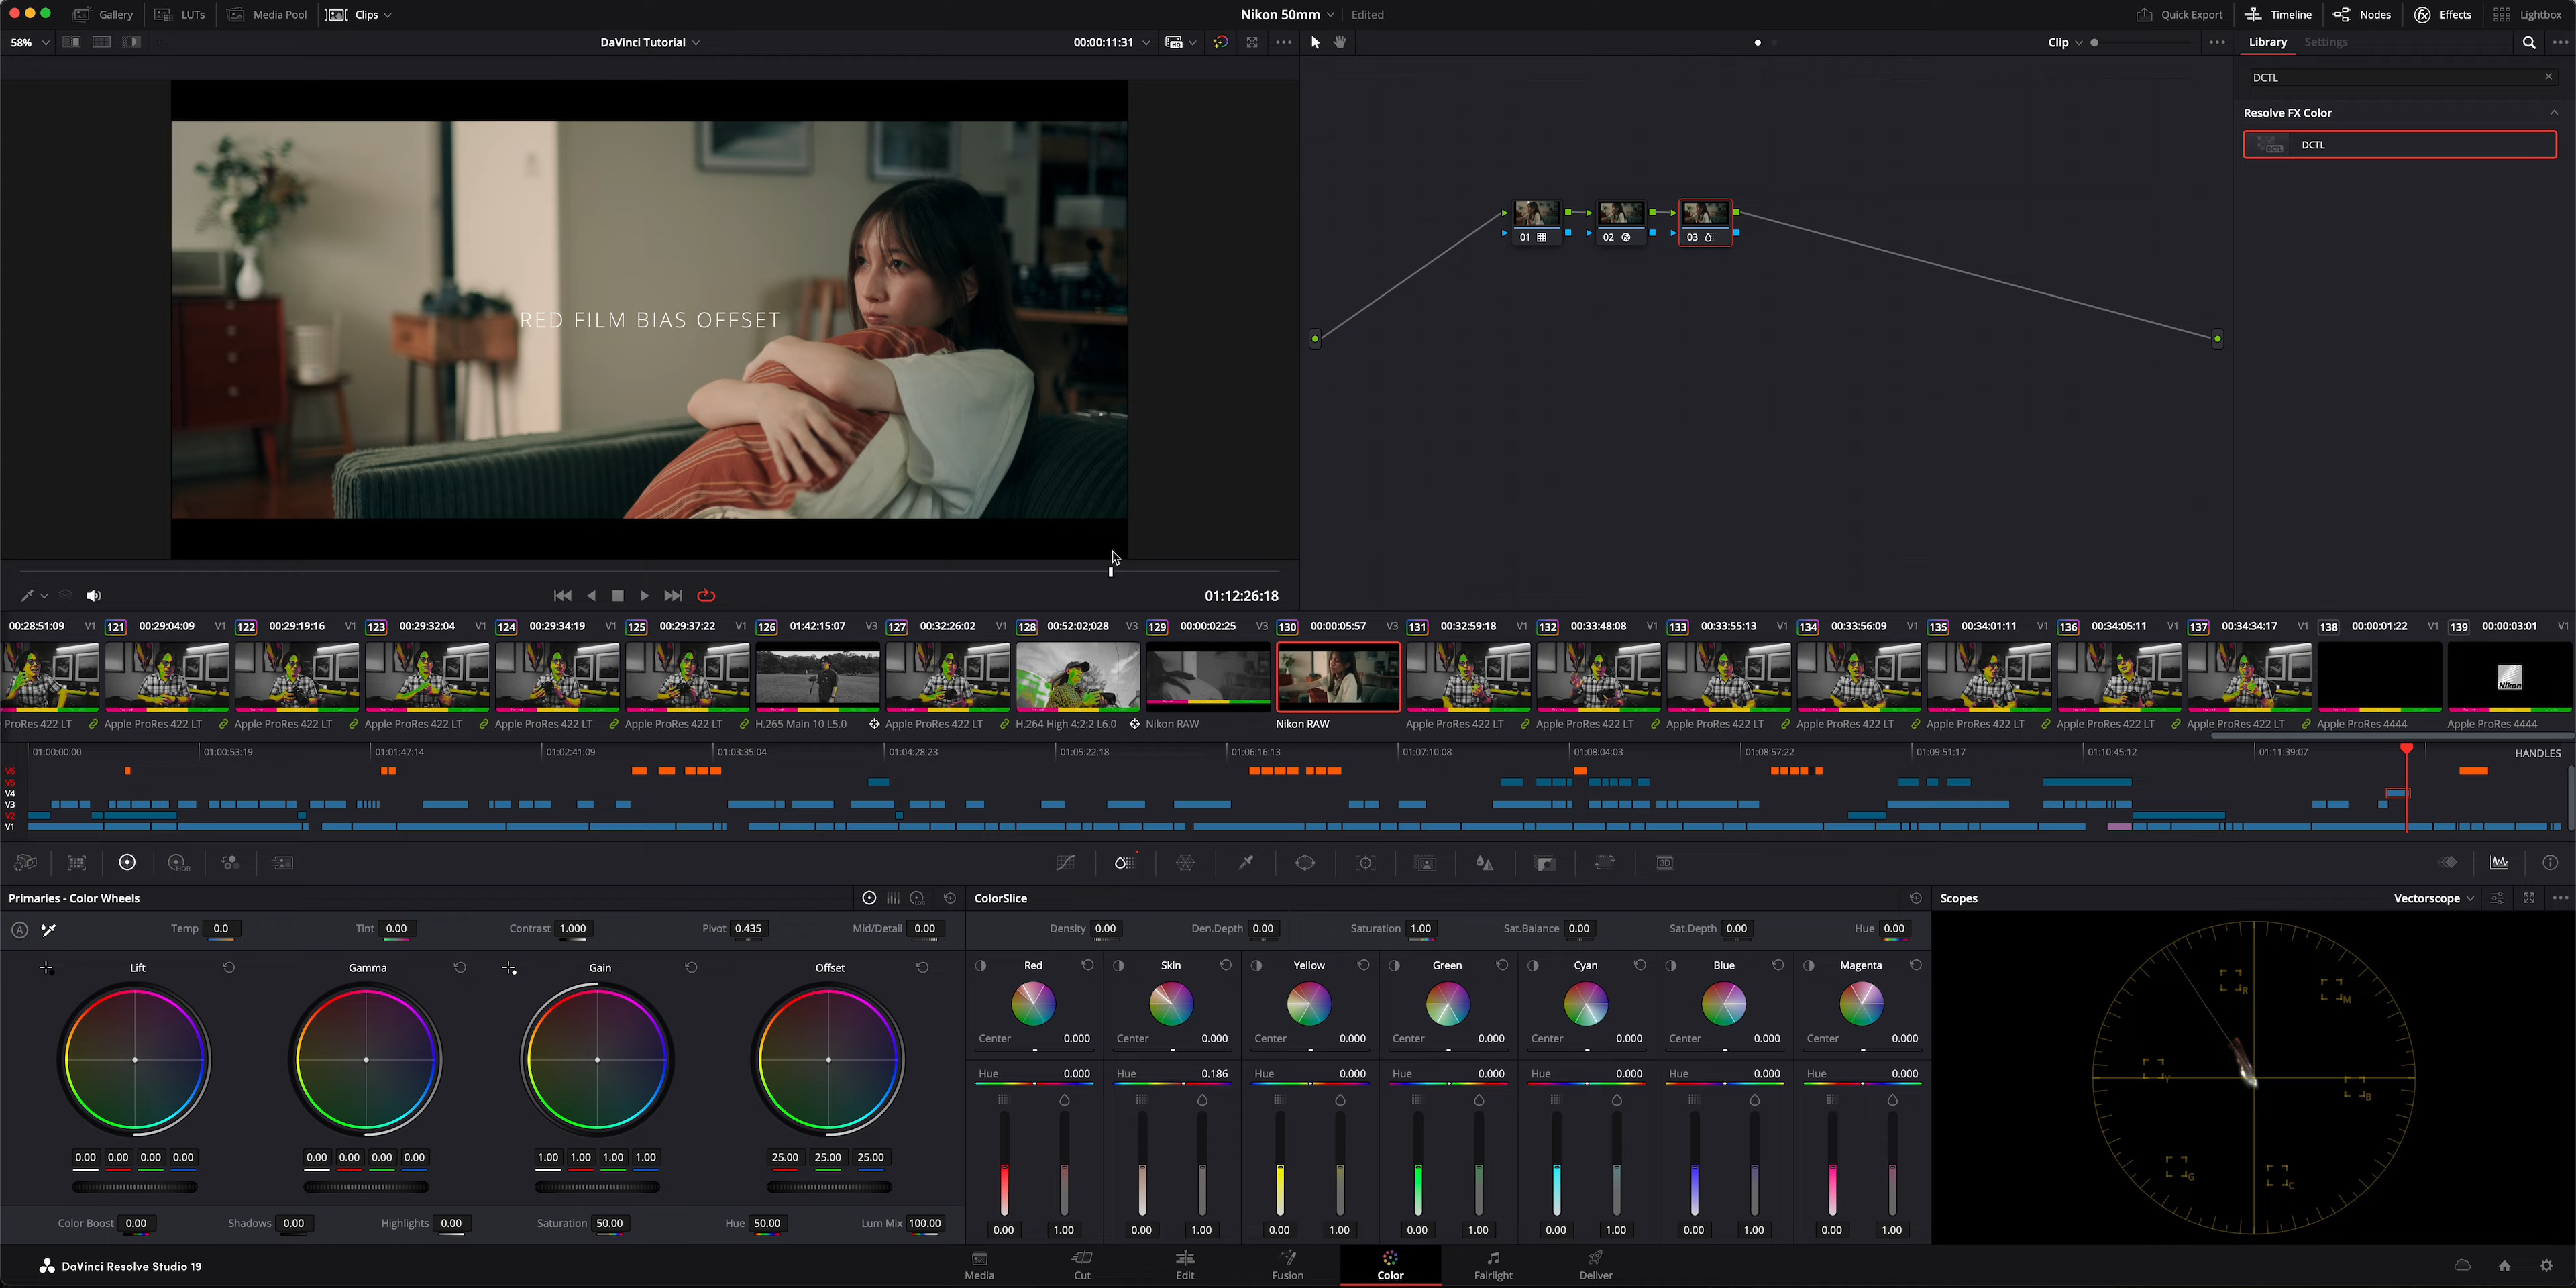 Gallery LUTs Media Pool Clips Nikon 50mm Edited Quick Export Timeline Nodes Effects Lightbox
58% DaVinci Tutorial 00:00:11:31 Clip Library Settings
DCTL
Resolve FX Color
DCTL
RED FILM BIAS OFFSET
01 02 03
01:12:26:18
00:28:51:09 V1 121 00:29:04:09 V1 122 00:29:19:16 V1 123 00:29:32:04 V1 124 00:29:34:19 V1 125 00:29:37:22 V1 126 01:42:15:07 V3 127 00:32:26:02 V1 128 00:52:02;028 V3 129 00:00:02:25 V3 130 00:00:05:57 V3 131 00:32:59:18 V1 132 00:33:48:08 V1 133 00:33:55:13 V1 134 00:33:56:09 V1 135 00:34:01:11 V1 136 00:34:05:11 V1 137 00:34:34:17 V1 138 00:00:01:22 V1 139 00:00:03:01 V1
Nikon
ProRes 422 LT Apple ProRes 422 LT Apple ProRes 422 LT Apple ProRes 422 LT Apple ProRes 422 LT Apple ProRes 422 LT H.265 Main 10 L5.0 Apple ProRes 422 LT H.264 High 4:2:2 L6.0 Nikon RAW Nikon RAW Apple ProRes 422 LT Apple ProRes 422 LT Apple ProRes 422 LT Apple ProRes 422 LT Apple ProRes 422 LT Apple ProRes 422 LT Apple ProRes 422 LT Apple ProRes 4444 Apple ProRes 4444
01:00:00:00 00:00:53:19 01:01:47:14 01:02:41:09 01:03:35:04 01:04:28:23 01:05:22:18 01:06:16:13 01:07:10:08 01:08:04:03 01:08:57:22 01:09:51:17 01:10:45:12 01:11:39:07 HANDLES
V6
V5
V4
V3
V2
V1
HDR 3D
Primaries - Color Wheels LOG ColorSlice Scopes Vectorscope
A Temp 0.0 Tint 0.00 Contrast 1.000 Pivot 0.435 Mid/Detail 0.00 Density 0.00 Den.Depth 0.00 Saturation 1.00 Sat.Balance 0.00 Sat.Depth 0.00 Hue 0.00
Lift Gamma Gain Offset Red Skin Yellow Green Cyan Blue Magenta
R M
Center 0.000 Center 0.000 Center 0.000 Center 0.000 Center 0.000 Center 0.000 Center 0.000
Hue 0.000 Hue 0.186 Hue 0.000 Hue 0.000 Hue 0.000 Hue 0.000 Hue 0.000
Y B
0.00 0.00 0.00 0.00 0.00 0.00 0.00 0.00 1.00 1.00 1.00 1.00 25.00 25.00 25.00
G C
Color Boost 0.00 Shadows 0.00 Highlights 0.00 Saturation 50.00 Hue 50.00 Lum Mix 100.00 0.00 1.00 0.00 1.00 0.00 1.00 0.00 1.00 0.00 1.00 0.00 1.00 0.00 1.00
DaVinci Resolve Studio 19 Media Cut Edit Fusion Color Fairlight Deliver